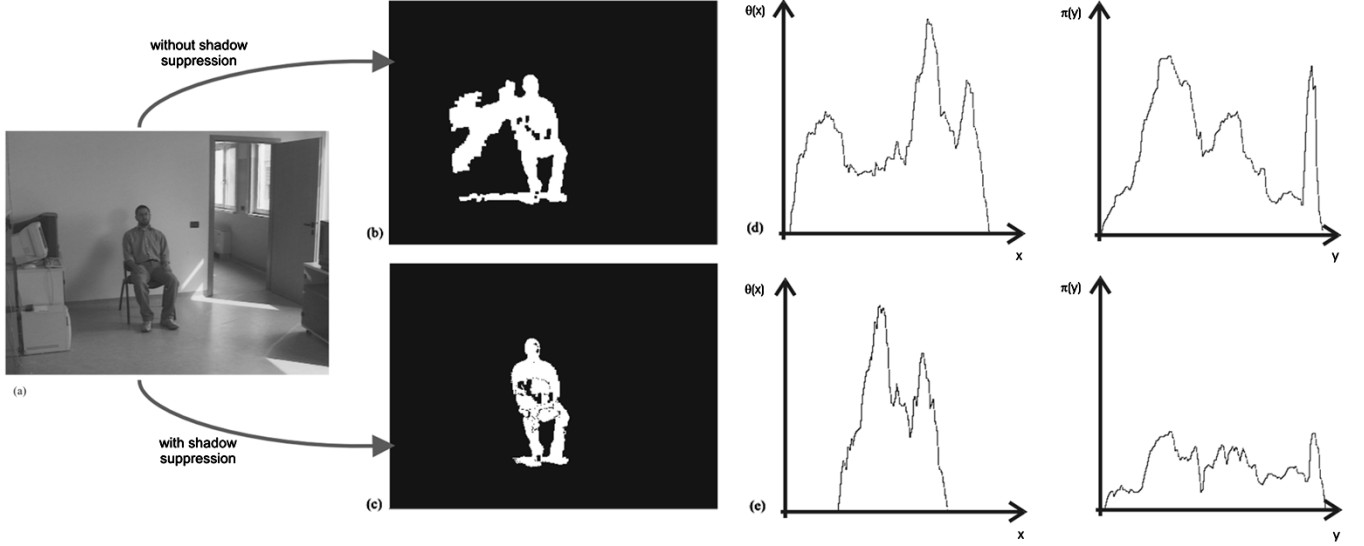 without shadow
suppression
(a)
with shadow
suppression
(b)
(c)
θ(x)
x
(d)
π(y)
y
θ(x)
x
(e)
π(y)
y